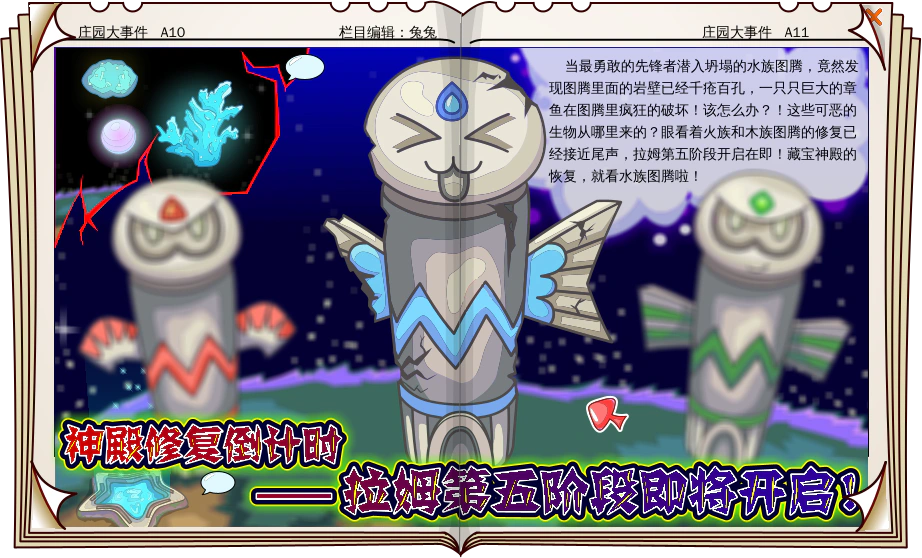 庄园大事件 A10
栏目编辑：兔兔
庄园大事件 A11
当最勇敢的先锋者潜入坍塌的水族图腾，竟然发
现图腾里面的岩壁已经千疮百孔，一只只巨大的章
鱼在图腾里疯狂的破坏！该怎么办？！这些可恶的
生物从哪里来的？眼看着火族和木族图腾的修复已
经接近尾声，拉姆第五阶段开启在即！藏宝神殿的
恢复，就看水族图腾啦！
神殿修复倒计时
——拉姆第五阶段即将开启！